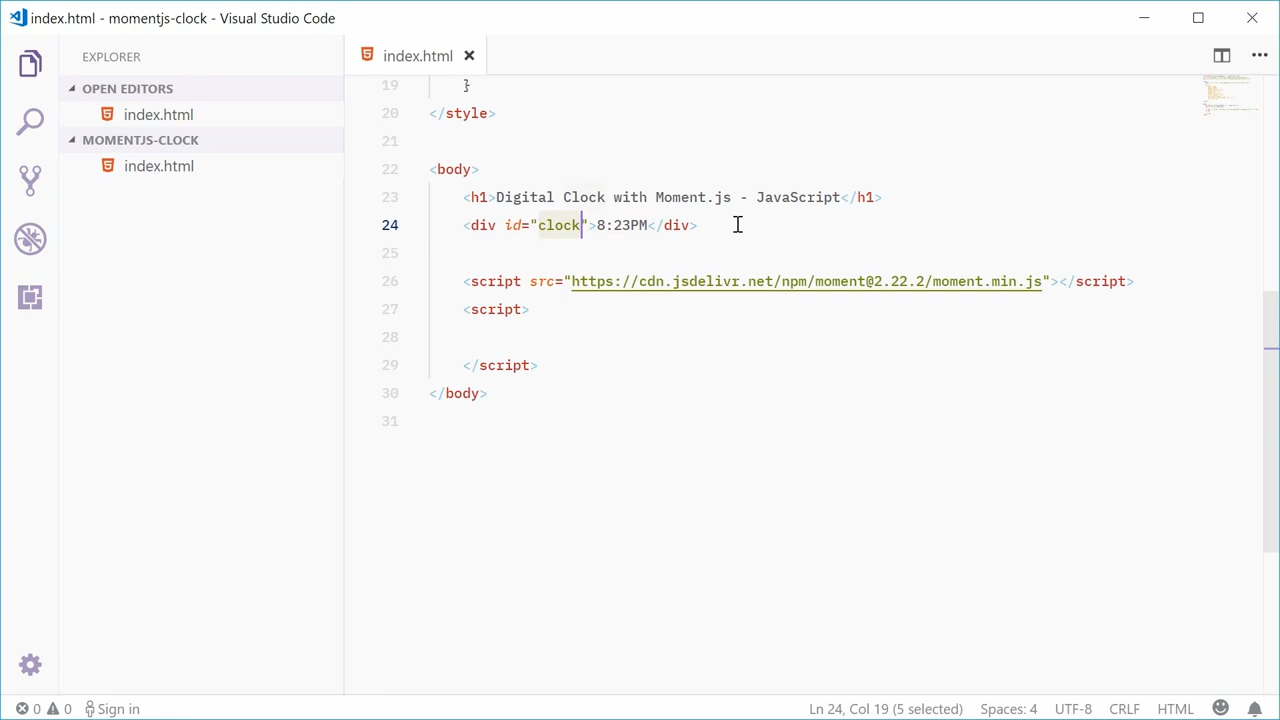 index.html - momentjs-clock - Visual Studio Code
EXPLORER
OPEN EDITORS
index.html
MOMENTJS-CLOCK
index.html
index.html
19 }
20 </style>
21
22 <body>
23 <h1>Digital Clock with Moment.js - JavaScript</h1>
24 <div id="clock">8:23PM</div>
25
26 <script src="https://cdn.jsdelivr.net/npm/moment@2.22.2/moment.min.js"></script>
27 <script>
28
29 </script>
30 </body>
31
0 0 Sign in
Ln 24, Col 19 (5 selected) Spaces: 4 UTF-8 CRLF HTML